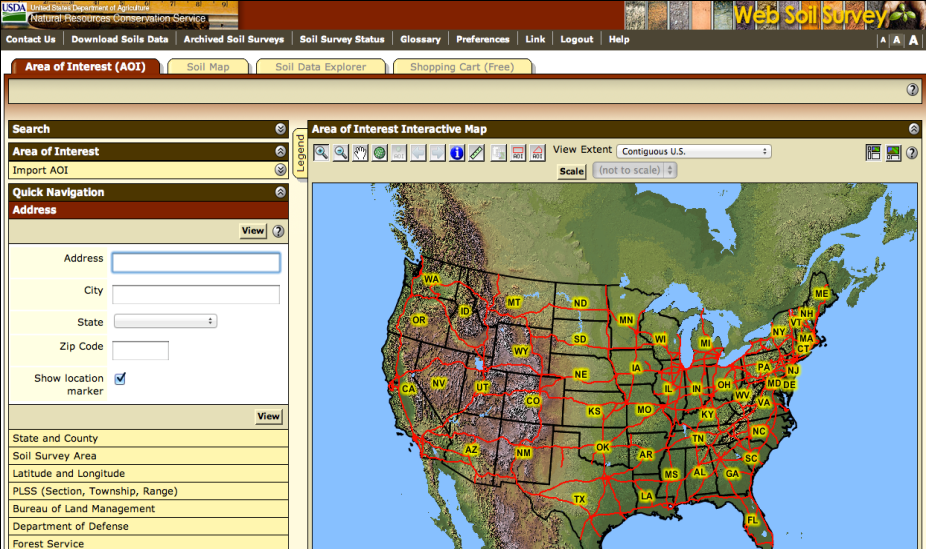 USDA United States Department of Agriculture
Natural Resources Conservation Service
Web Soil Survey
Contact Us | Download Soils Data | Archived Soil Surveys | Soil Survey Status | Glossary | Preferences | Link | Logout | Help
A A A
Area of Interest (AOI)
Soil Map
Soil Data Explorer
Shopping Cart (Free)
?
Search
Area of Interest
Import AOI
Quick Navigation
Address
View ?
Address
City
State
Zip Code
Show location
marker
View
State and County
Soil Survey Area
Latitude and Longitude
PLSS (Section, Township, Range)
Bureau of Land Management
Department of Defense
Forest Service
Legend
Area of Interest Interactive Map
AOI
i
AOI
AOI
View Extent Contiguous U.S.
?
Scale (not to scale)
WA
MT
ND
MN
ME
OR
ID
SD
WI
MI
NY
VT
NH
MA
CT
WY
NE
IA
PA
NJ
CA
NV
UT
CO
IL
IN
OH
MD
DE
WV
VA
KS
MO
KY
NC
AZ
NM
OK
AR
TN
SC
MS
AL
GA
TX
LA
FL